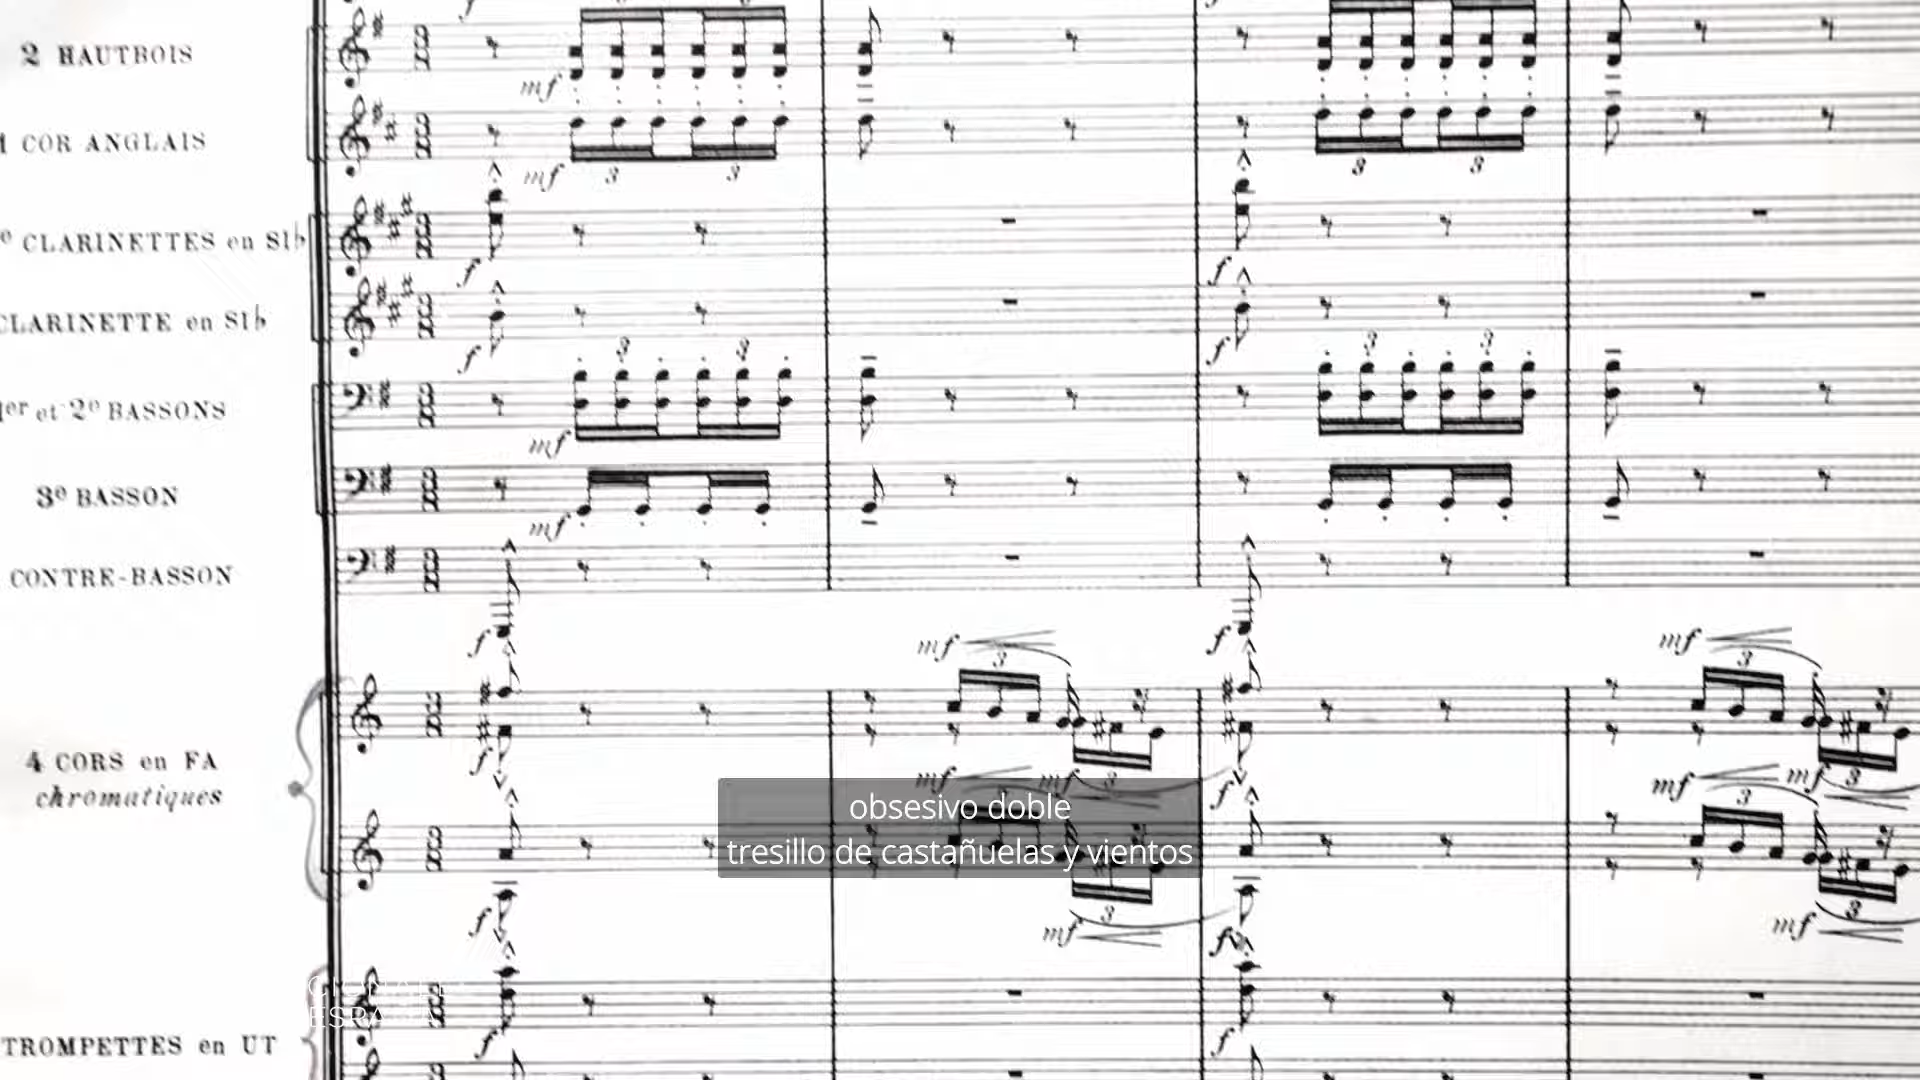 2 HAUTBOIS
1 COR ANGLAIS
CLARINETTES en SI♭
CLARINETTE en SI♭
1er et 2e BASSONS
3e BASSON
CONTRE-BASSON
4 CORS en FA
chromatiques
obsesivo doble
tresillo de castañuelas y vientos
TROMPETTES en UT